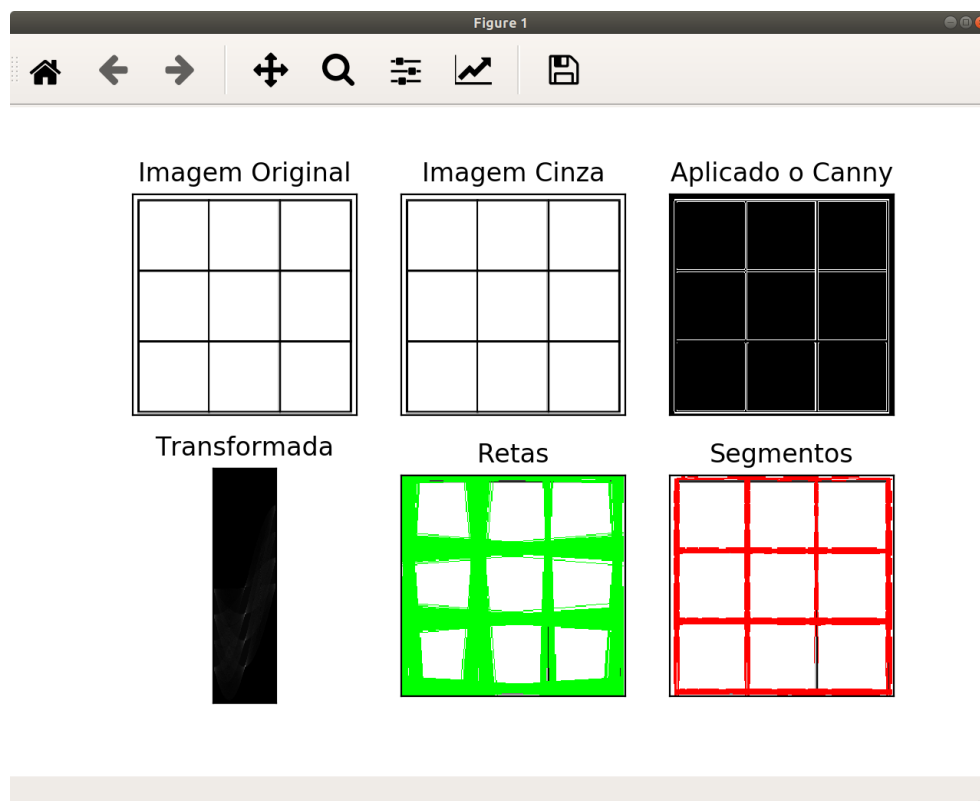 Figure 1
Imagem Original
Imagem Cinza
Aplicado o Canny
Transformada
Retas
Segmentos